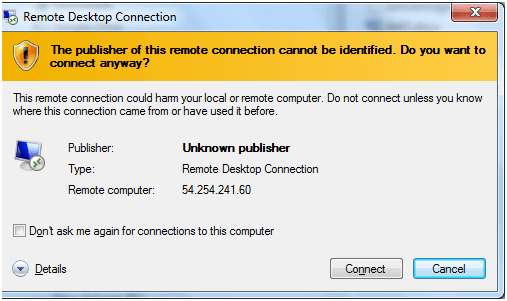 Remote Desktop Connection
The publisher of this remote connection cannot be identified. Do you want to
connect anyway?
This remote connection could harm your local or remote computer. Do not connect unless you know
where this connection came from or have used it before.
Publisher: Unknown publisher
Type: Remote Desktop Connection
Remote computer: 54.254.241.60
Don't ask me again for connections to this computer
Details
Connect
Cancel